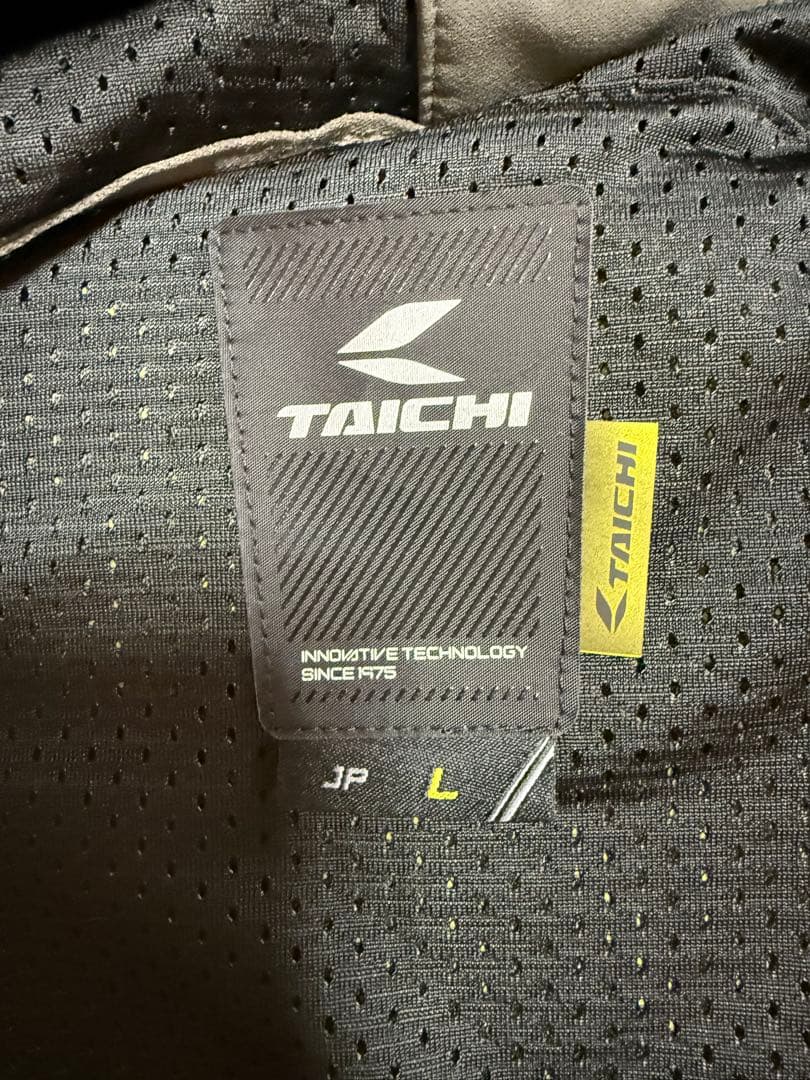 TAICHI
TAICHI
INNOVATIVE TECHNOLOGY
SINCE 1975
JP L